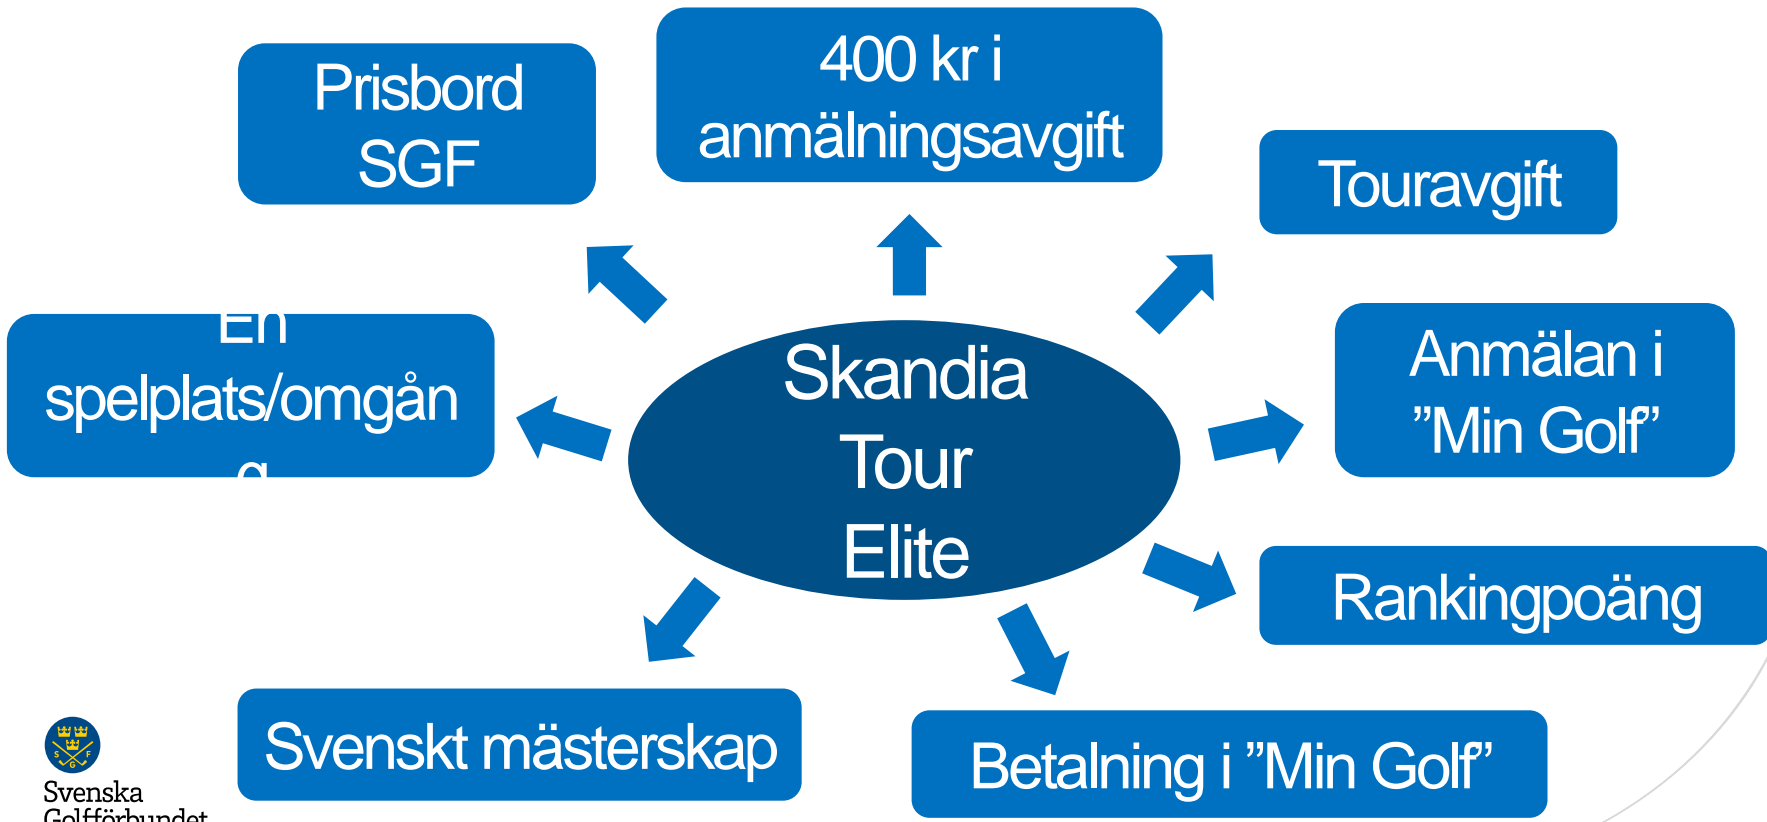 Prisbord
SGF
400 kr i
anmälningsavgift
Touravgift
En
spelplats/omgån
g
Skandia
Tour
Elite
Anmälan i
”Min Golf”
Rankingpoäng
Svenskt mästerskap
Betalning i ”Min Golf”
S F
G
Svenska
Golfförbundet